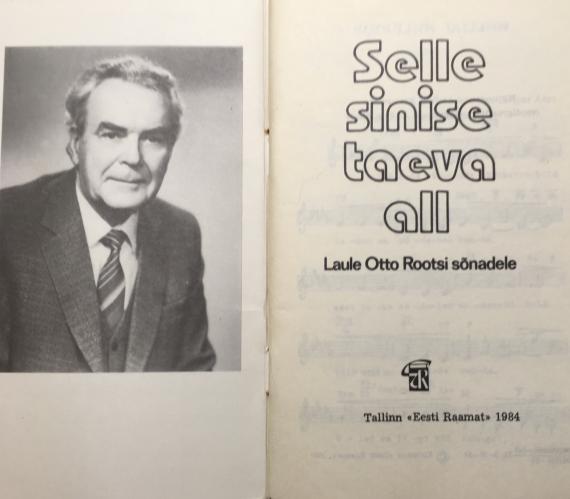 Selle
sinise
taeva
all
Laule Otto Rootsi sõnadele
Tallinn «Eesti Raamat» 1984